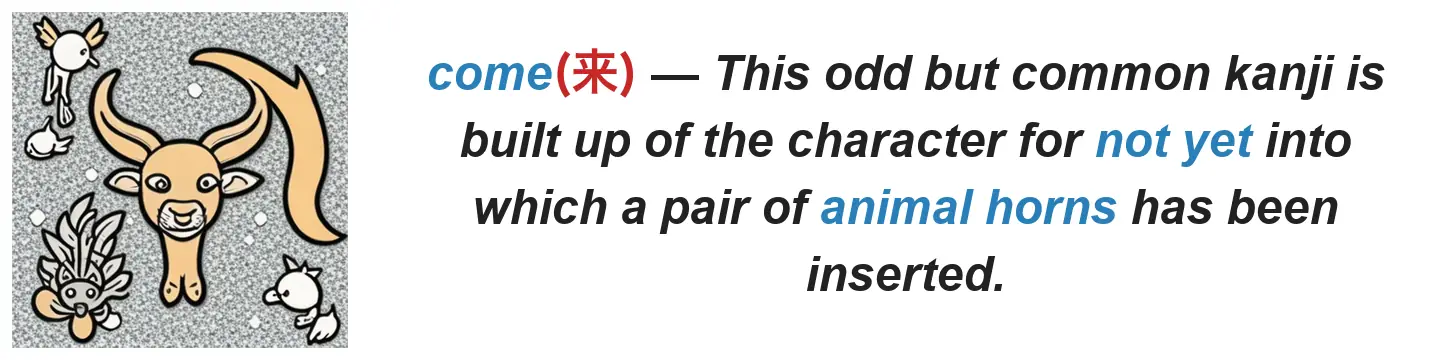 come(来) — This odd but common kanji is
built up of the character for not yet into
which a pair of animal horns has been
inserted.